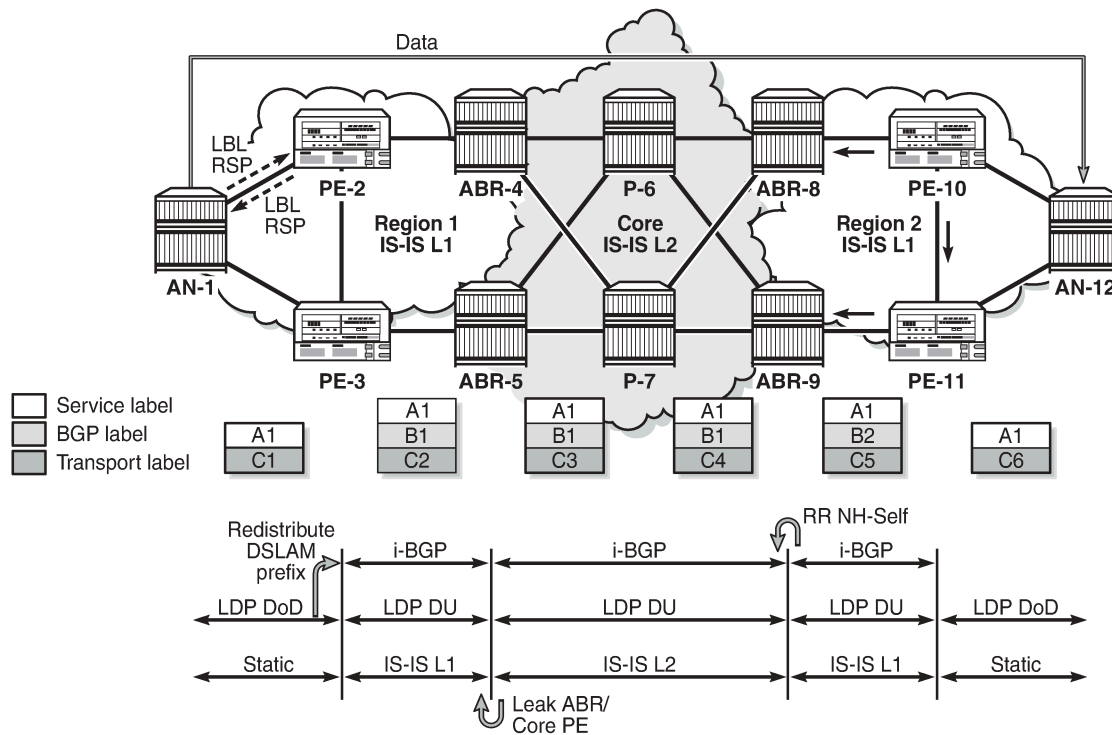 Data
LBL
RSP
LBL
RSP
PE-2
ABR-4
P-6
ABR-8
PE-10
Region 1
IS-IS L1
Core
IS-IS L2
Region 2
IS-IS L1
AN-1
AN-12
PE-3
ABR-5
P-7
ABR-9
PE-11
Service label
BGP label
Transport label
A1
C1
A1
B1
C2
A1
B1
C3
A1
B1
C4
A1
B2
C5
A1
C6
Redistribute
DSLAM
prefix
RR NH-Self
i-BGP
i-BGP
i-BGP
LDP DoD
LDP DU
LDP DU
LDP DU
LDP DoD
Static
IS-IS L1
IS-IS L2
IS-IS L1
Static
Leak ABR/
Core PE